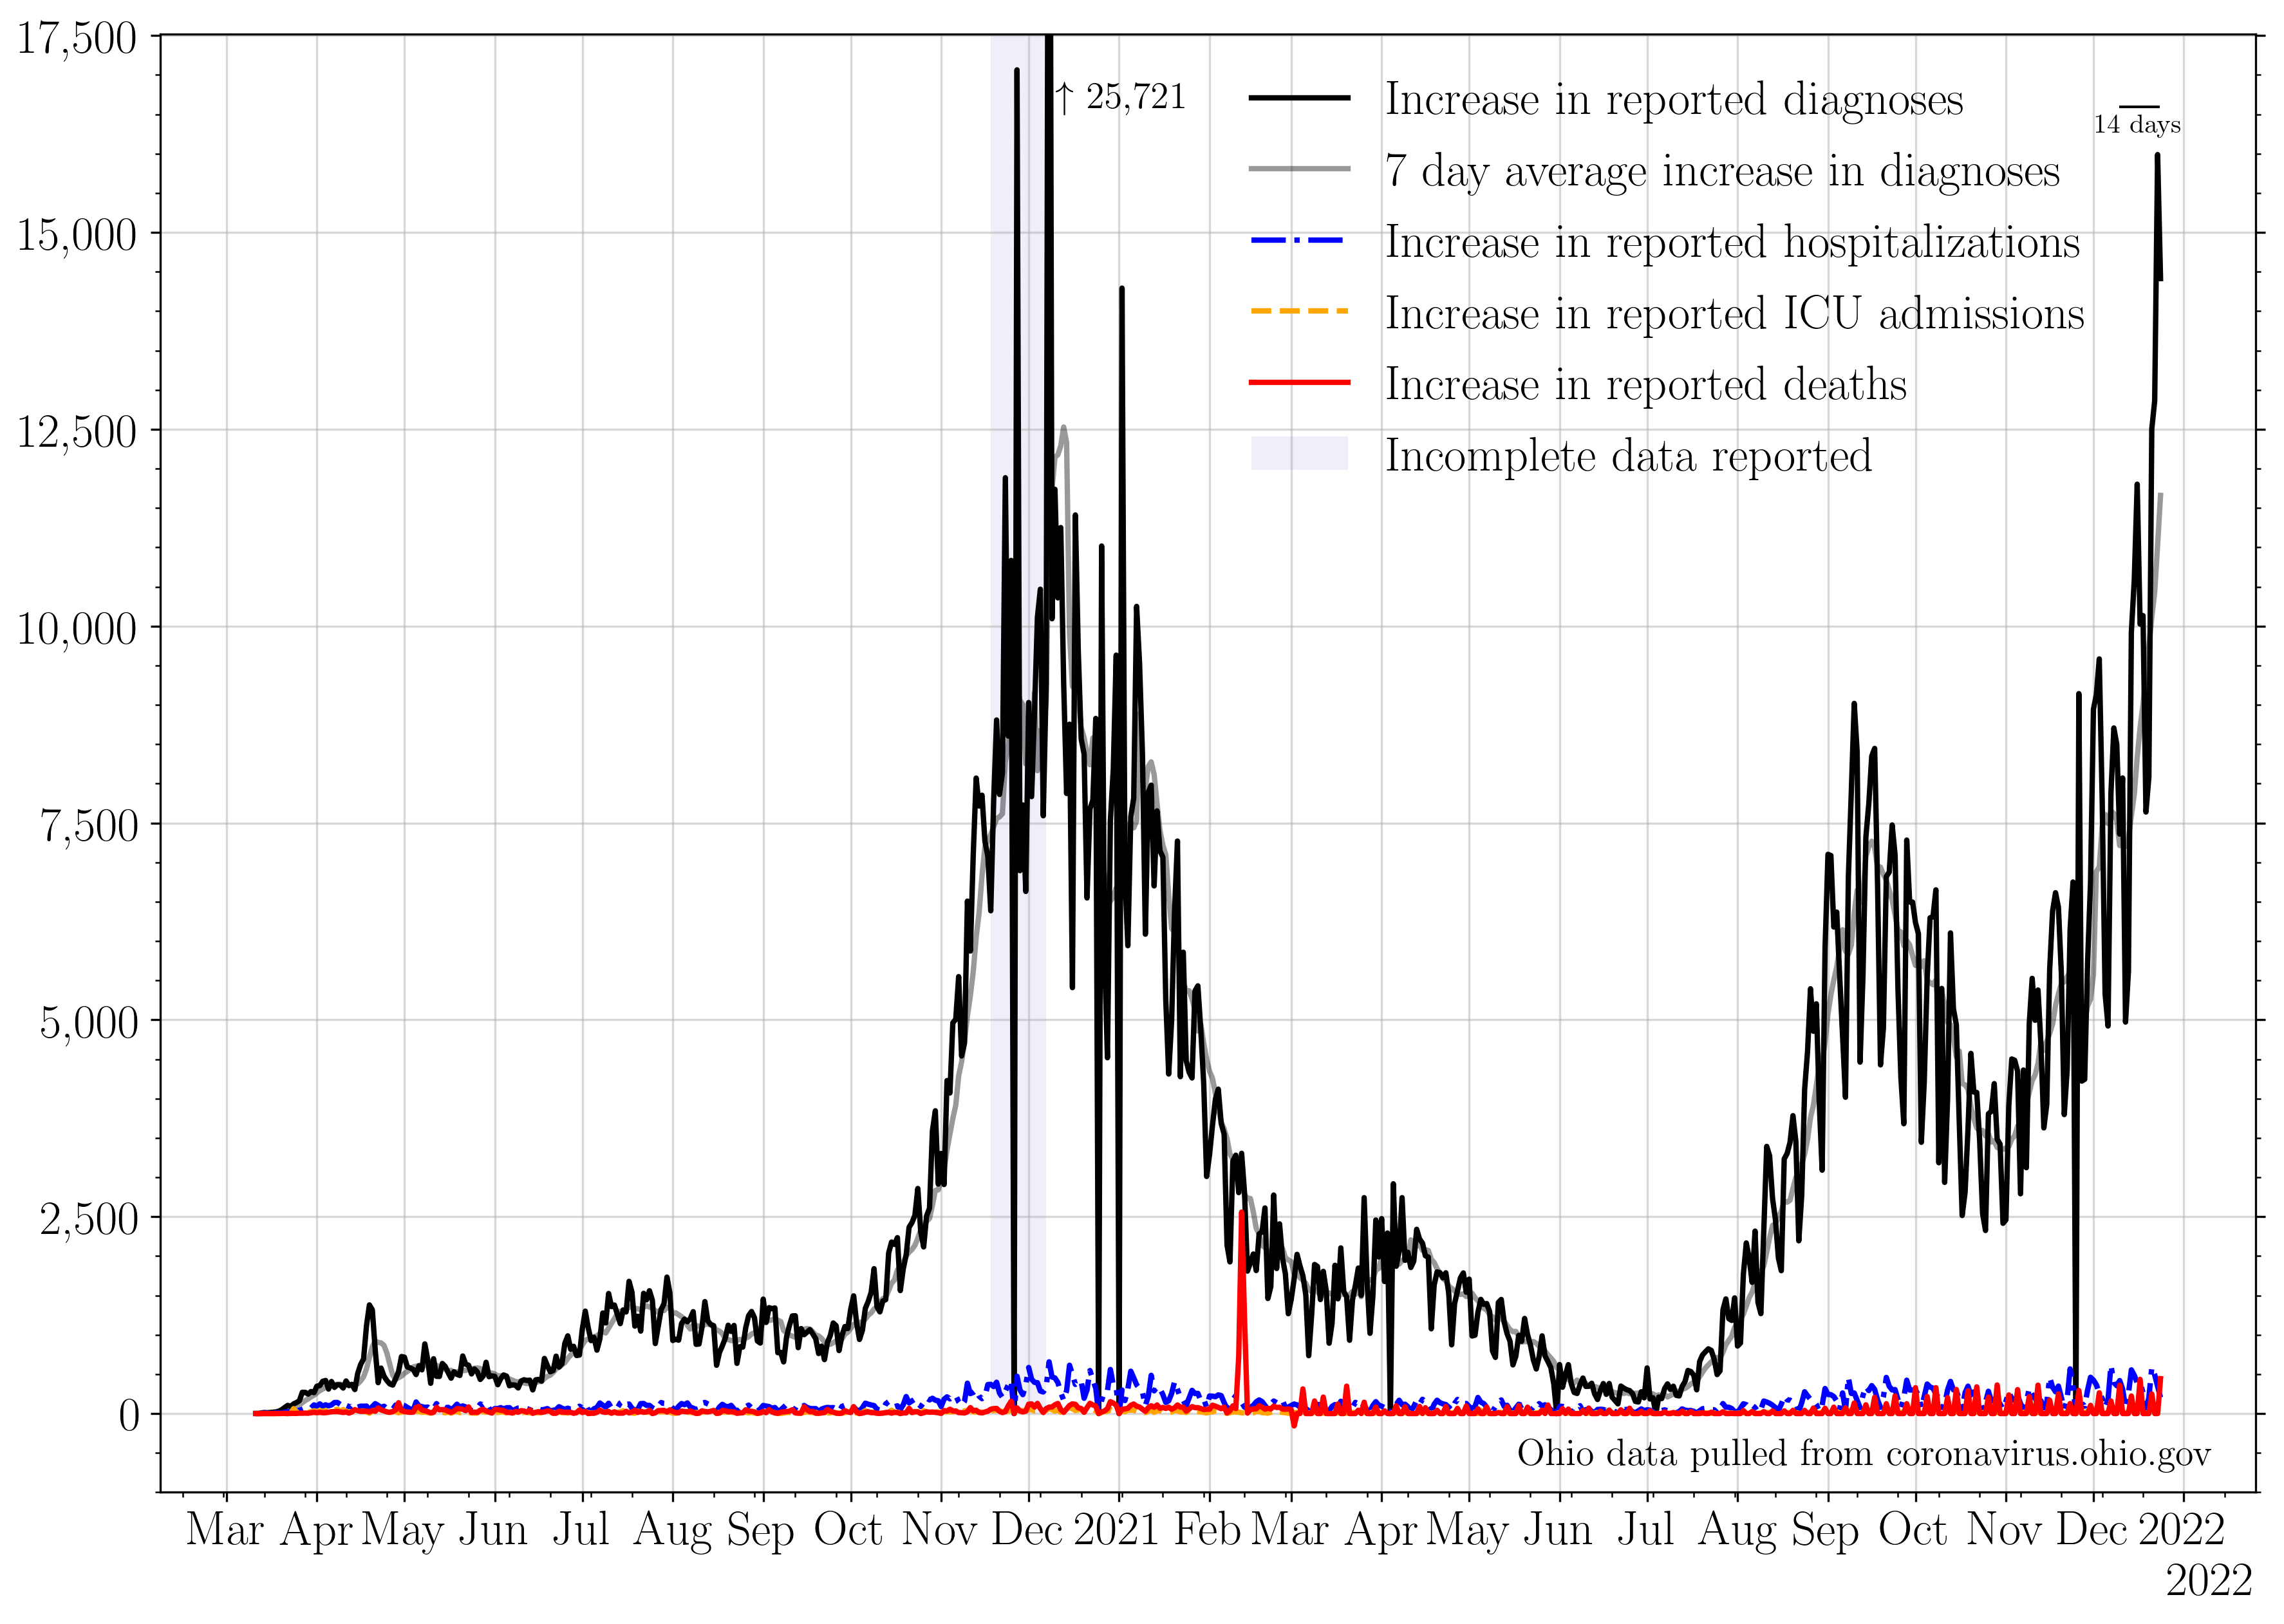 17,500
15,000
12,500
10,000
7,500
5,000
2,500
0
↑ 25,721
Increase in reported diagnoses
7 day average increase in diagnoses
Increase in reported hospitalizations
Increase in reported ICU admissions
Increase in reported deaths
Incomplete data reported
14 days
Ohio data pulled from coronavirus.ohio.gov
Mar Apr May Jun Jul Aug Sep Oct Nov Dec 2021 Feb Mar Apr May Jun Jul Aug Sep Oct Nov Dec 2022
2022